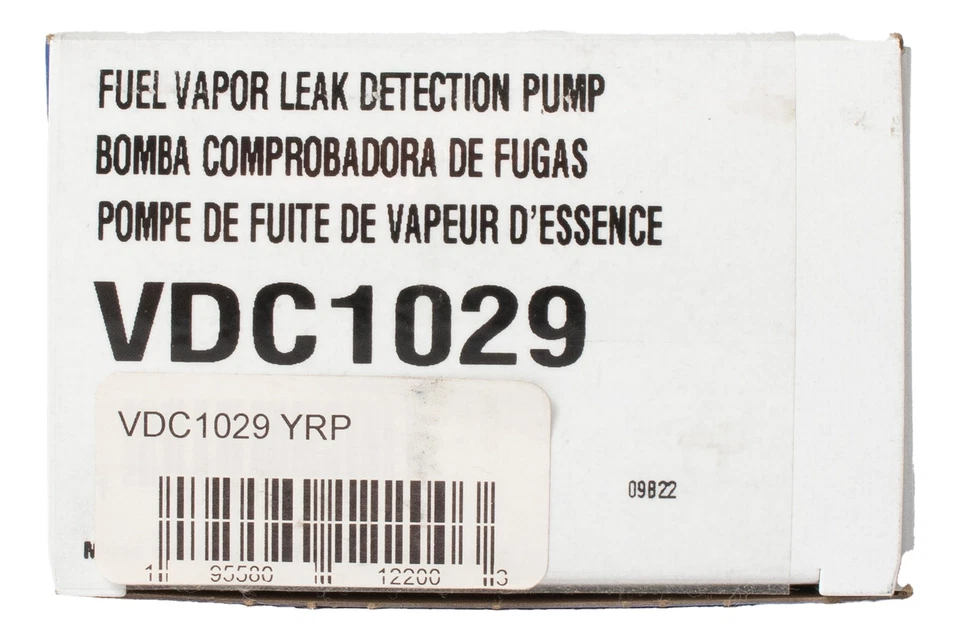 FUEL VAPOR LEAK DETECTION PUMP
BOMBA COMPROBADORA DE FUGAS
POMPE DE FUITE DE VAPEUR D'ESSENCE
VDC1029
VDC1029 YRP
09B22
1 95580 12200 3